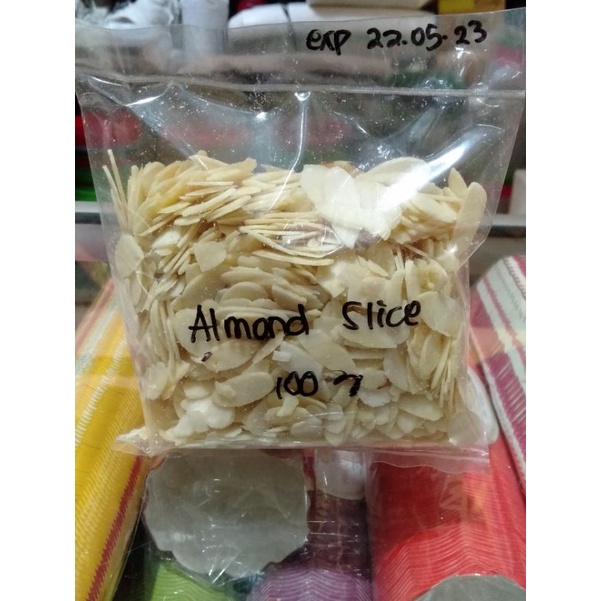 exp 22.05.23
Almond Slice
100 gr